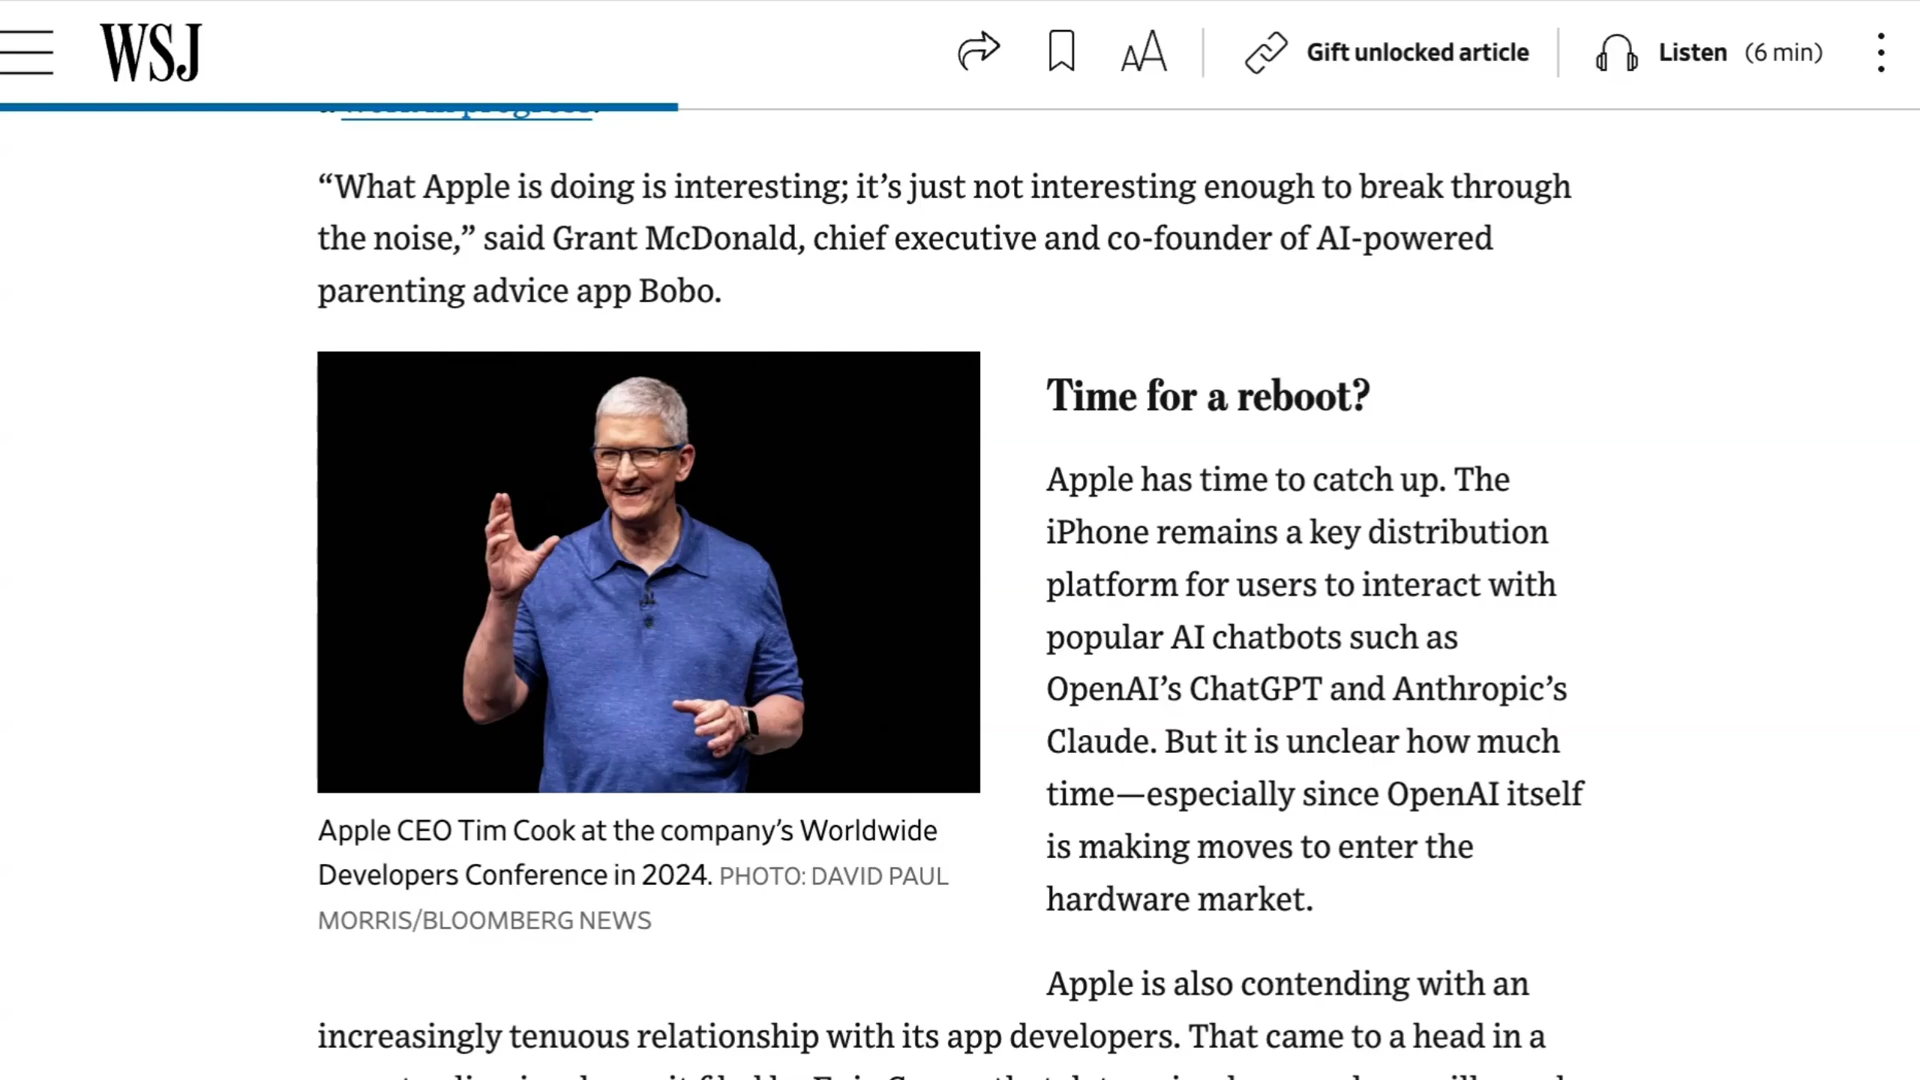 WSJ
Gift unlocked article
Listen (6 min)
“What Apple is doing is interesting; it’s just not interesting enough to break through
the noise,” said Grant McDonald, chief executive and co-founder of AI-powered
parenting advice app Bobo.
Apple CEO Tim Cook at the company’s Worldwide
Developers Conference in 2024. PHOTO: DAVID PAUL
MORRIS/BLOOMBERG NEWS
Time for a reboot?
Apple has time to catch up. The
iPhone remains a key distribution
platform for users to interact with
popular AI chatbots such as
OpenAI’s ChatGPT and Anthropic’s
Claude. But it is unclear how much
time—especially since OpenAI itself
is making moves to enter the
hardware market.
Apple is also contending with an
increasingly tenuous relationship with its app developers. That came to a head in a